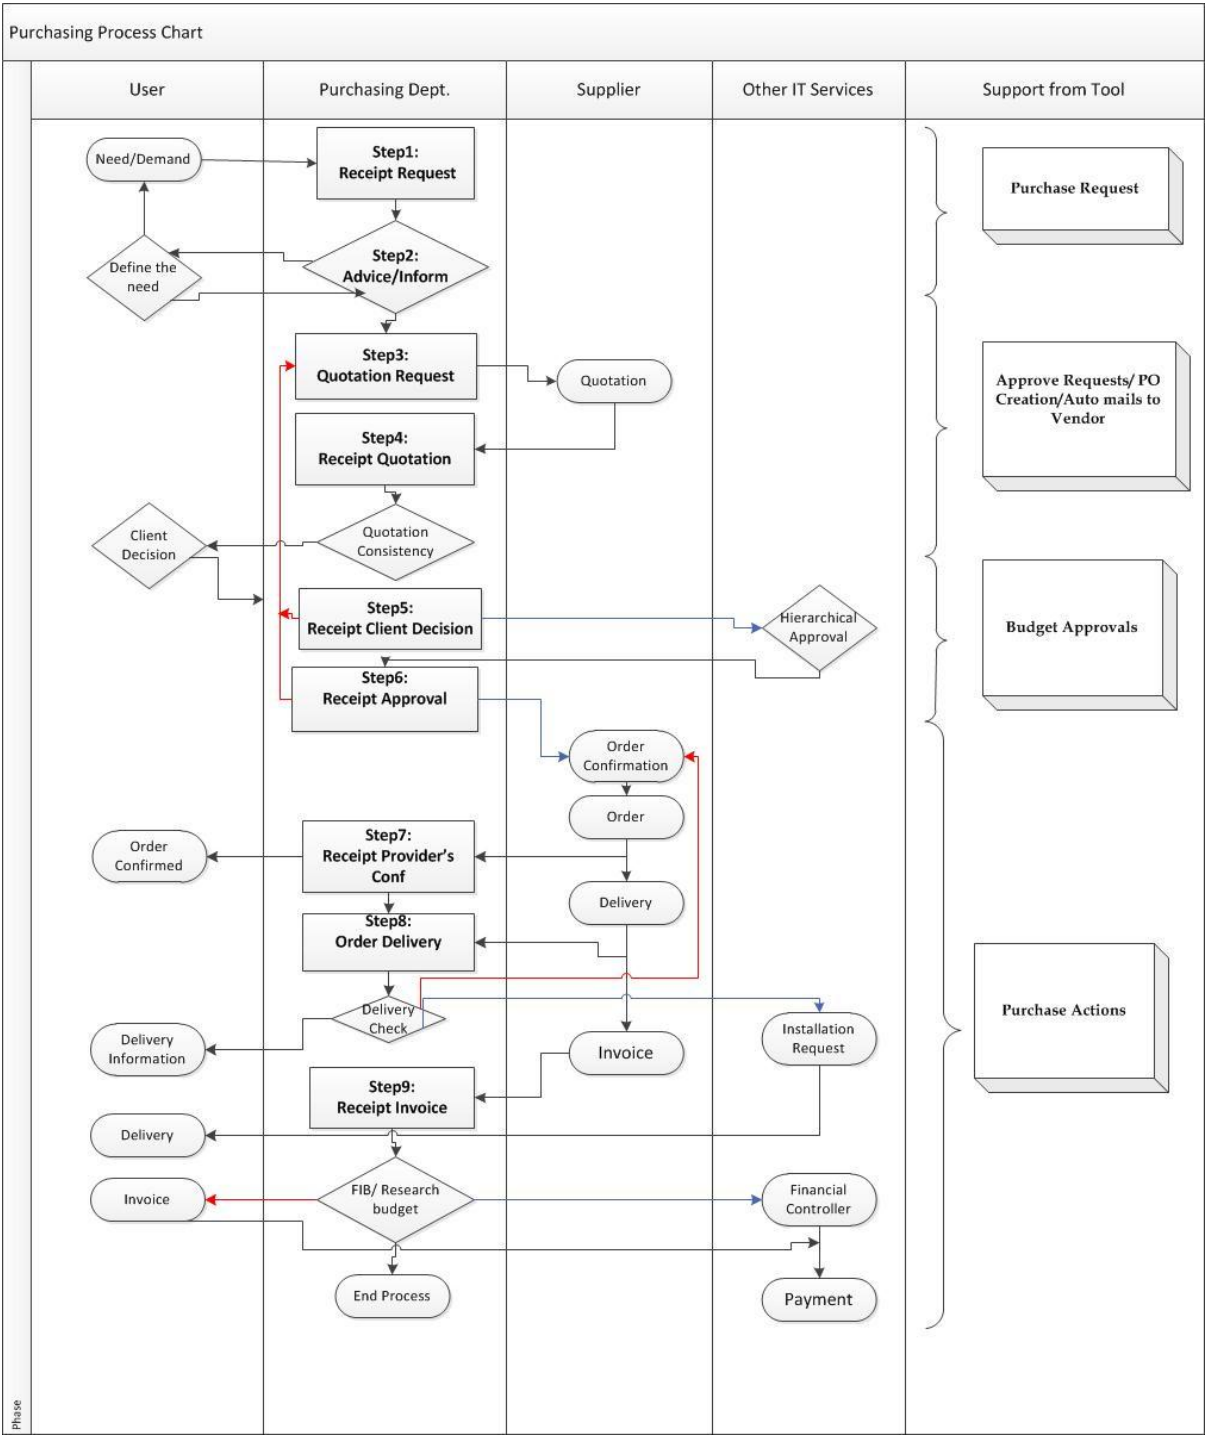 Purchasing Process Chart
User
Purchasing Dept.
Supplier
Other IT Services
Support from Tool
Need/Demand
Step1:
Receipt Request
Purchase Request
Step2:
Advice/Inform
Define the
need
Step3:
Quotation Request
Quotation
Approve Requests/ PO
Creation/Auto mails to
Vendor
Step4:
Receipt Quotation
Client
Decision
Quotation
Consistency
Step5:
Receipt Client Decision
Hierarchical
Approval
Budget Approvals
Step6:
Receipt Approval
Order
Confirmation
Order
Order
Confirmed
Step7:
Receipt Provider's
Conf
Delivery
Step8:
Order Delivery
Delivery
Check
Delivery
Information
Invoice
Installation
Request
Purchase Actions
Step9:
Receipt Invoice
Delivery
Invoice
FIB/ Research
budget
Financial
Controller
End Process
Payment
Phase